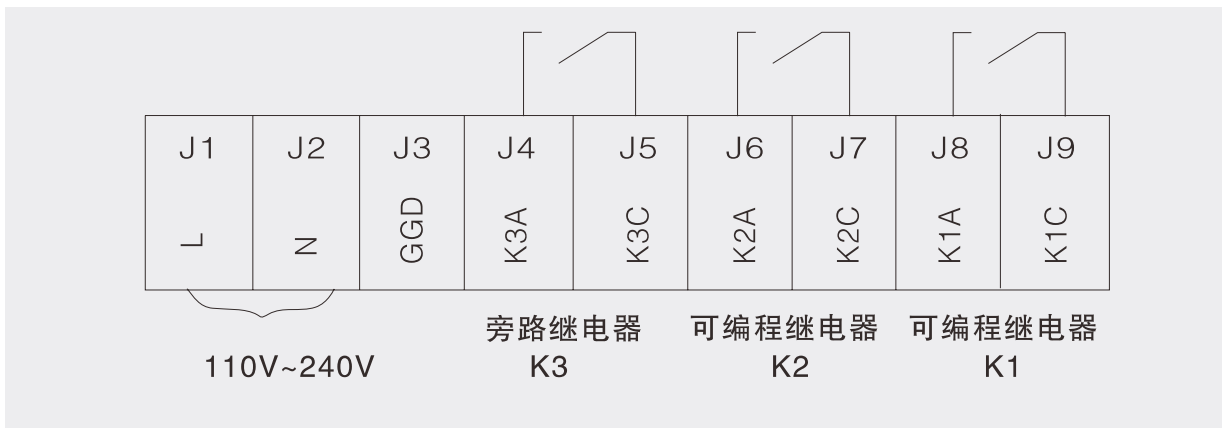 J1 J2 J3 J4 J5 J6 J7 J8 J9
L N GGD K3A K3C K2A K2C K1A K1C
旁路继电器 可编程继电器 可编程继电器
110V~240V K3 K2 K1